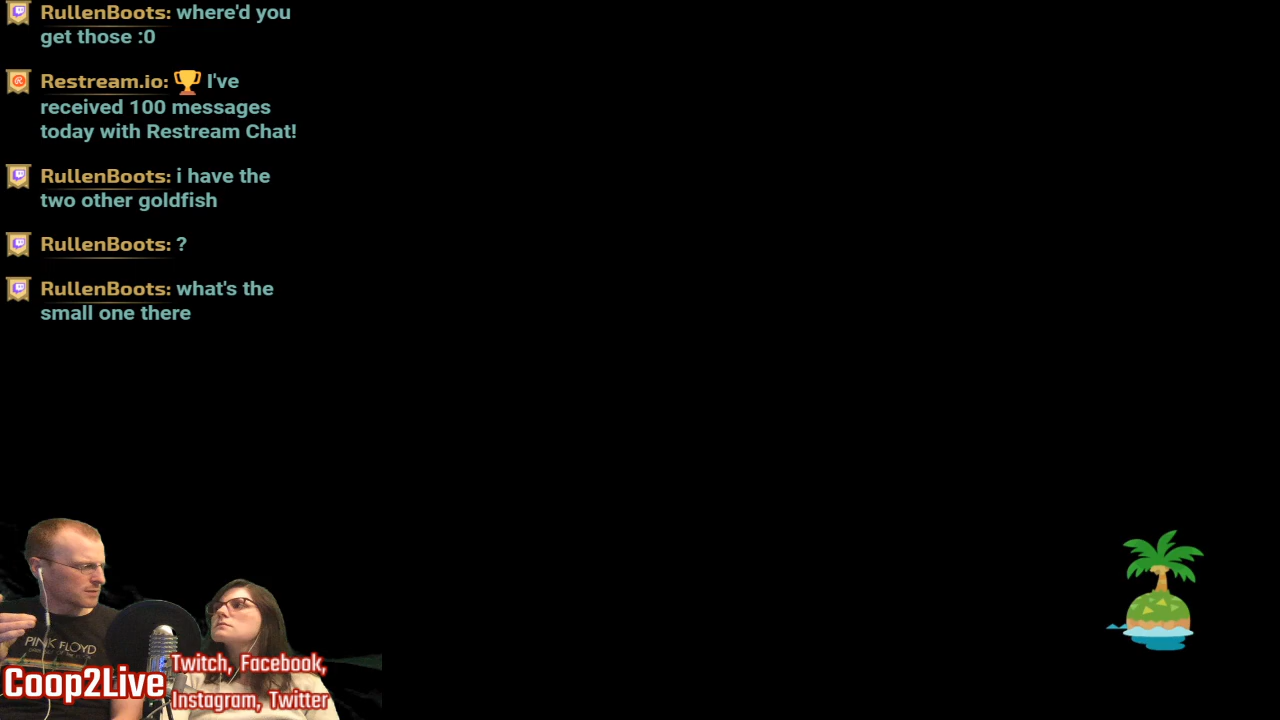 RullenBoots: where'd you
get those :0
Restream.io: 🏆 I've
received 100 messages
today with Restream Chat!
RullenBoots: i have the
two other goldfish
RullenBoots: ?
RullenBoots: what's the
small one there
PINK FLOYD
Coop2Live
Twitch, Facebook,
Instagram, Twitter